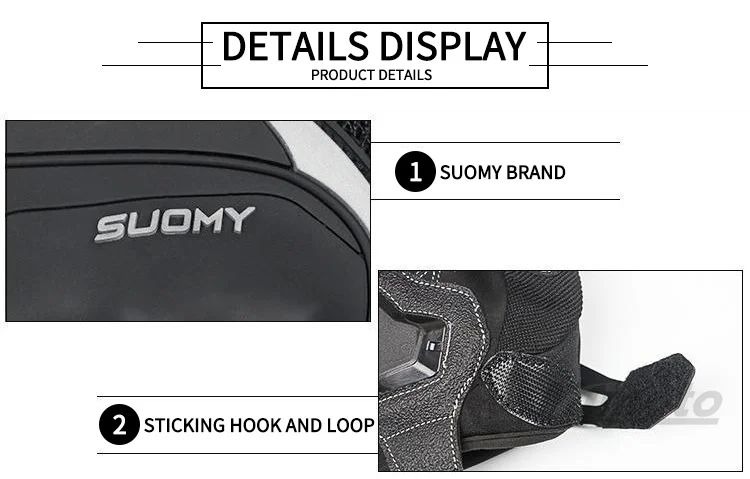 DETAILS DISPLAY
PRODUCT DETAILS
1 SUOMY BRAND
SUOMY
2 STICKING HOOK AND LOOP